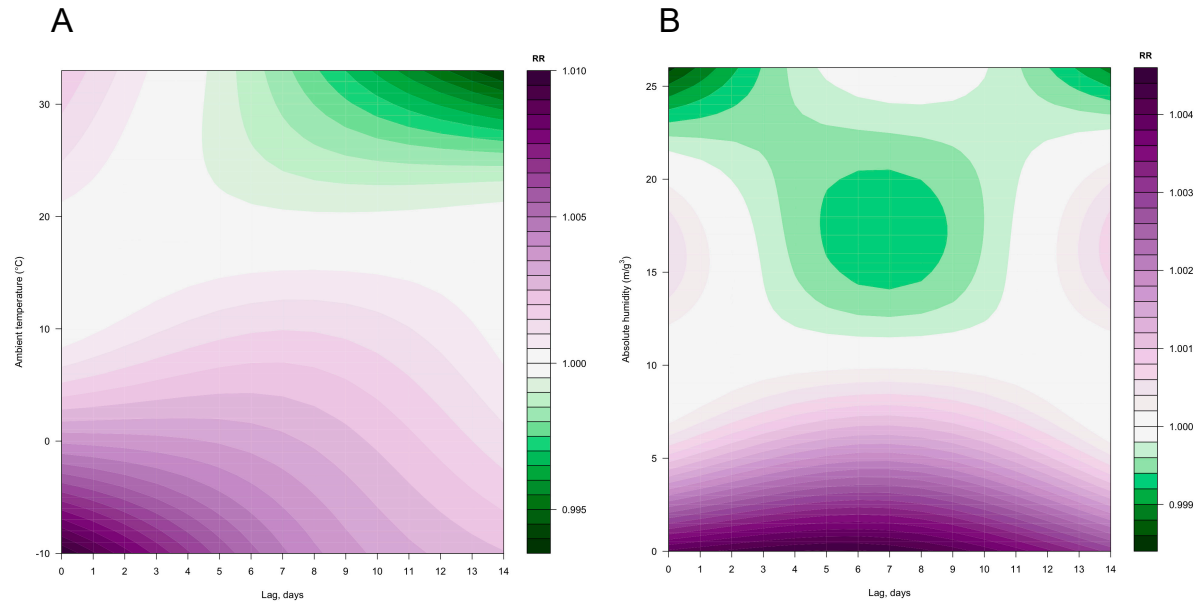 A
B
RR
1.010
1.005
1.000
0.995
Ambient temperature (°C)
30
20
10
0
-10
0 1 2 3 4 5 6 7 8 9 10 11 12 13 14
Lag, days
RR
1.004
1.003
1.002
1.001
1.000
0.999
Absolute humidity (m/g³)
25
20
15
10
5
0
0 1 2 3 4 5 6 7 8 9 10 11 12 13 14
Lag, days